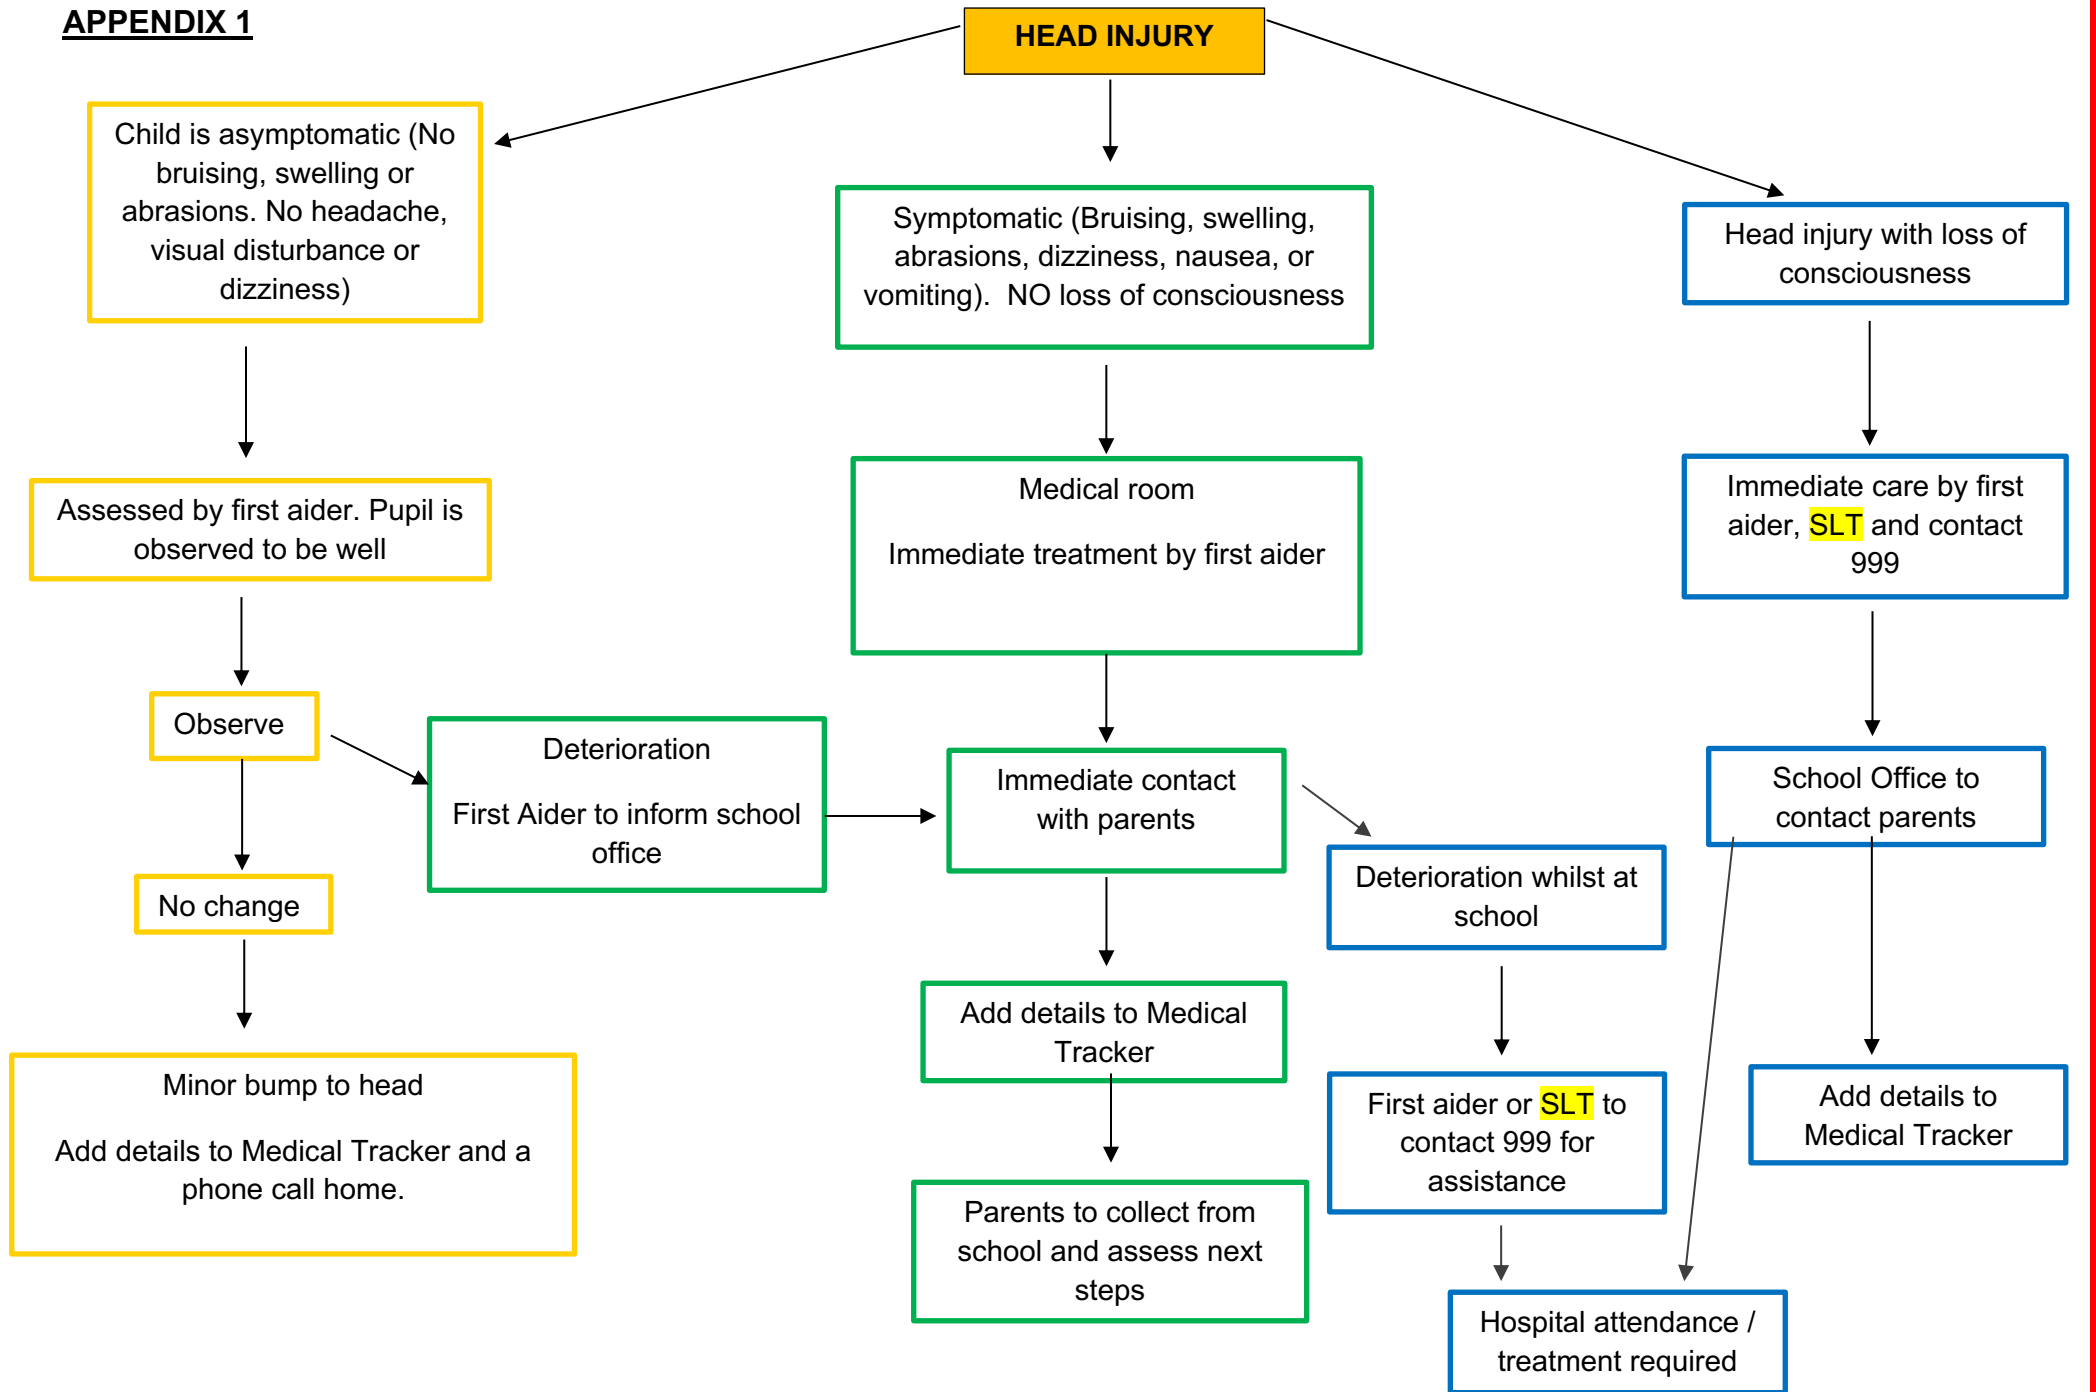 APPENDIX 1
HEAD INJURY
Child is asymptomatic (No
bruising, swelling or
abrasions. No headache,
visual disturbance or
dizziness)
Symptomatic (Bruising, swelling,
abrasions, dizziness, nausea, or
vomiting).  NO loss of consciousness
Head injury with loss of
consciousness
Assessed by first aider. Pupil is
observed to be well
Medical room
Immediate treatment by first aider
Immediate care by first
aider, SLT and contact
999
Observe
Deterioration
First Aider to inform school
office
Immediate contact
with parents
School Office to
contact parents
No change
Deterioration whilst at
school
Add details to Medical
Tracker
Minor bump to head
Add details to Medical Tracker and a
phone call home.
First aider or SLT to
contact 999 for
assistance
Add details to
Medical Tracker
Parents to collect from
school and assess next
steps
Hospital attendance /
treatment required